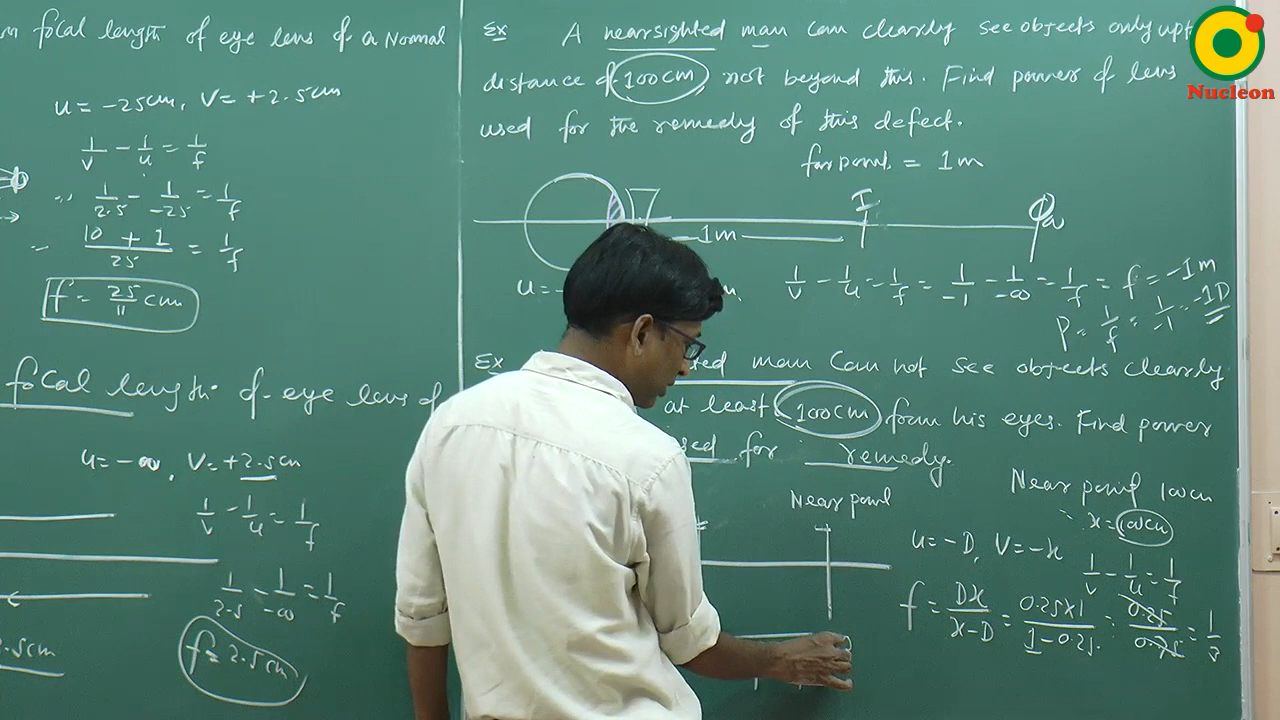 focal length of eye lens of a Normal
u = -25cm, V = +2.5cm
1/v - 1/u = 1/f
1/2.5 - 1/-25 = 1/f
10 + 1 / 25 = 1/f
f = 25/11 cm
focal length of eye lens of
u = -∞, V = +2.5cm
1/v - 1/u = 1/f
1/2.5 - 1/-∞ = 1/f
f = 2.5cm
2.5cm
Ex A nearsighted man can clearly see objects only upt
distance of 100cm, not beyond this. Find power of lens
used for the remedy of this defect.
far point = 1m
I
1m
u = -
1/v - 1/u = 1/f = 1/-1 - 1/-∞ = 1/f = f = -1m
P = 1/f = 1/-1 = -1D
Ex
man can not see objects clearly
at least 100cm from his eyes. Find power
for remedy.
Near point
Near point 100cm
∴ x = 100cm
u = -D, V = -x
1/v - 1/u = 1/f
f = Dx/x-D = 0.25x1/1-0.25 = 0.25/0.75 = 1/3
Nucleon